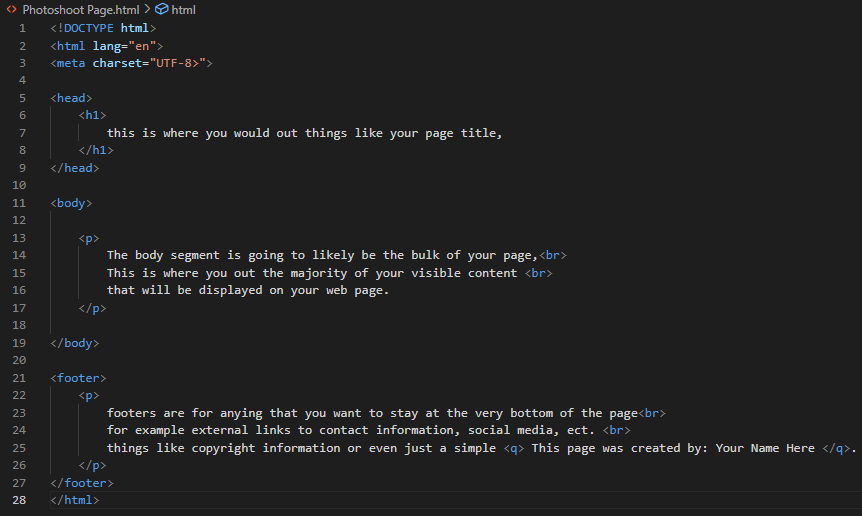 Photoshoot Page.html > html
1 <!DOCTYPE html>
2 <html lang="en">
3 <meta charset="UTF-8>">
4
5 <head>
6 <h1>
7 this is where you would out things like your page title,
8 </h1>
9 </head>
10
11 <body>
12
13 <p>
14 The body segment is going to likely be the bulk of your page,<br>
15 This is where you out the majority of your visible content <br>
16 that will be displayed on your web page.
17 </p>
18
19 </body>
20
21 <footer>
22 <p>
23 footers are for anying that you want to stay at the very bottom of the page<br>
24 for example external links to contact information, social media, ect. <br>
25 things like copyright information or even just a simple <q> This page was created by: Your Name Here </q>.
26 </p>
27 </footer>
28 </html>